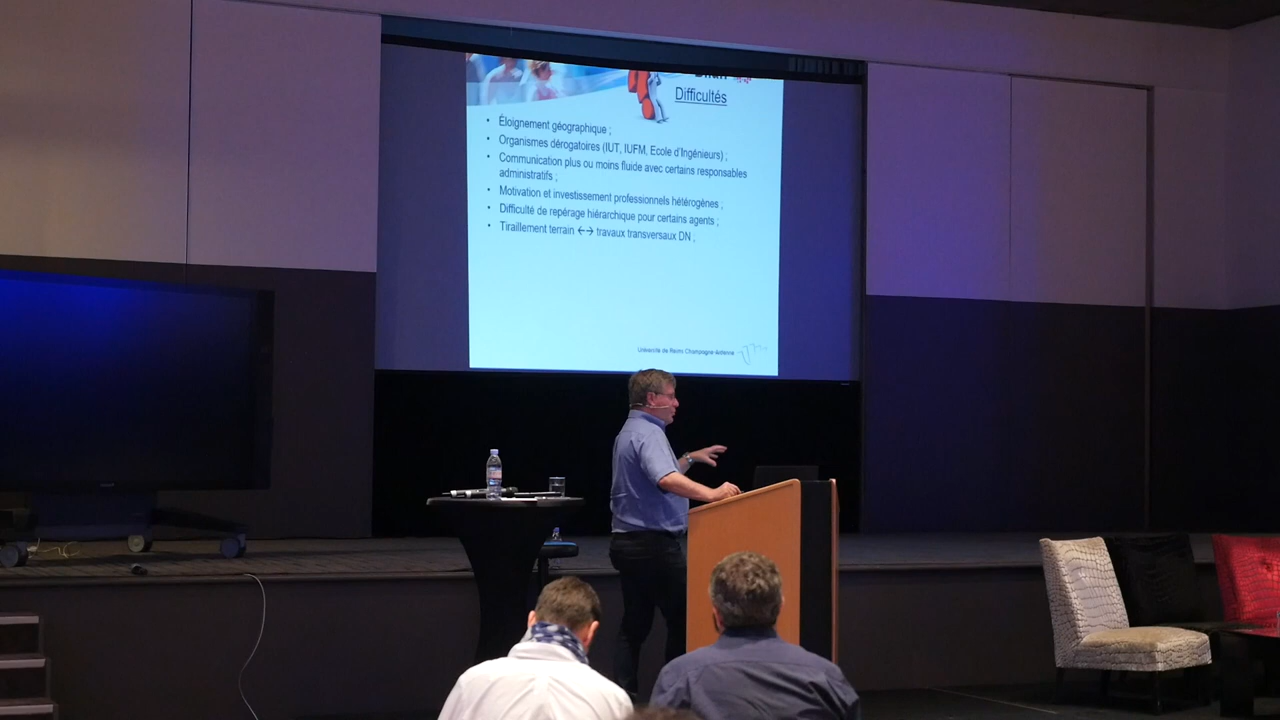 Difficultés
• Éloignement géographique ;
• Organismes dérogatoires (IUT, IUFM, Ecole d'Ingénieurs) ;
• Communication plus ou moins fluide avec certains responsables
administratifs ;
• Motivation et investissement professionnels hétérogènes ;
• Difficulté de repérage hiérarchique pour certains agents ;
• Tiraillement terrain ←→ travaux transversaux DN ;
Université de Reims Champagne-Ardenne